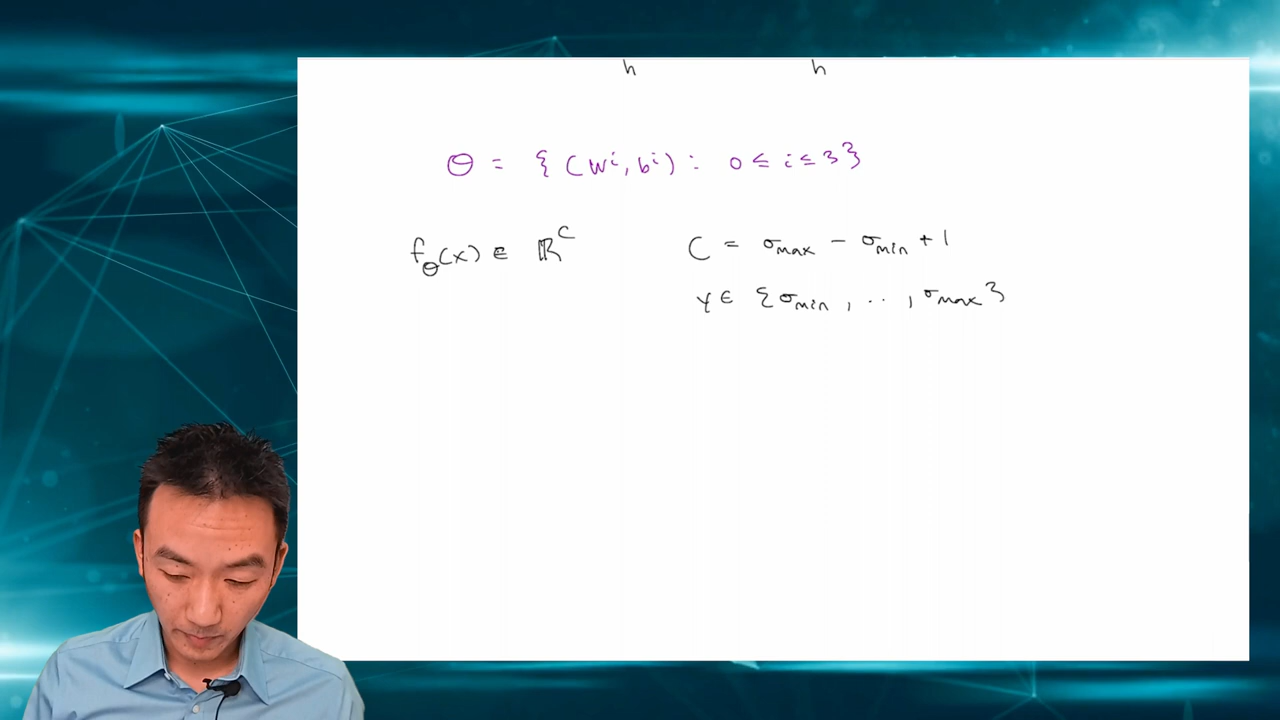 h h
Θ = { (Wⁱ, bⁱ) : 0 ≤ i ≤ 3 }
f_Θ(x) ∈ ℝ^C C = σ_max − σ_min + 1
y ∈ { σ_min , .. , σ_max }